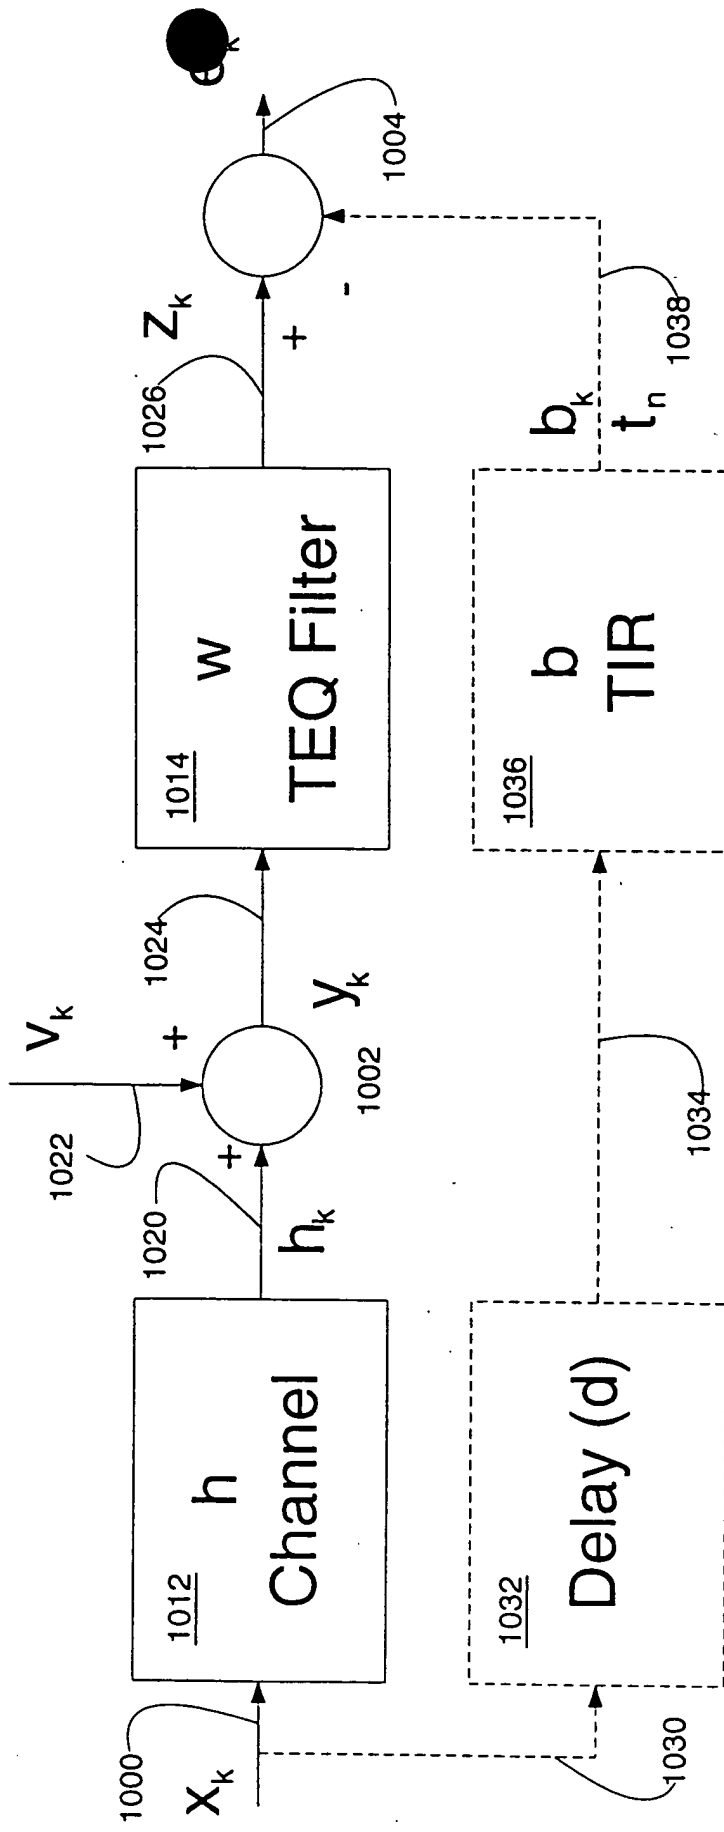 x_k
1000
1012
h
Channel
1020
h_k
1022
v_k
+
+
1002
y_k
1024
1014
w
TEQ Filter
1026
z_k
+
-
1004
1030
1032
Delay (d)
1034
1036
b
TIR
b_k
t_n
1038